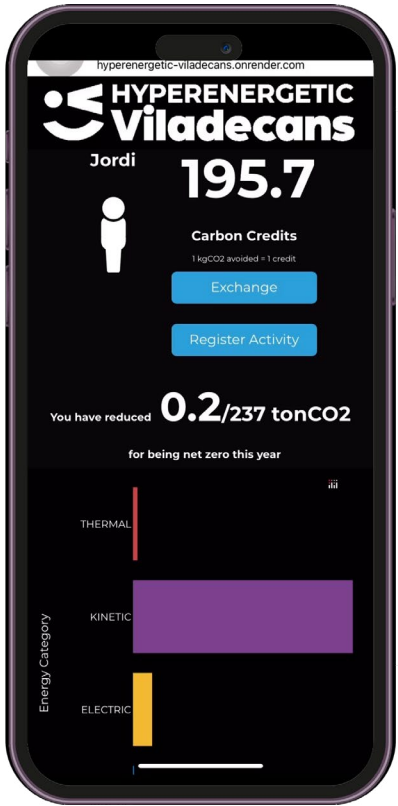 hyperenergetic-viladecans.onrender.com
HYPERENERGETIC
Viladecans
Jordi
195.7
Carbon Credits
1 kgCO2 avoided = 1 credit
Exchange
Register Activity
You have reduced 0.2/237 tonCO2
for being net zero this year
THERMAL
KINETIC
ELECTRIC
Energy Category